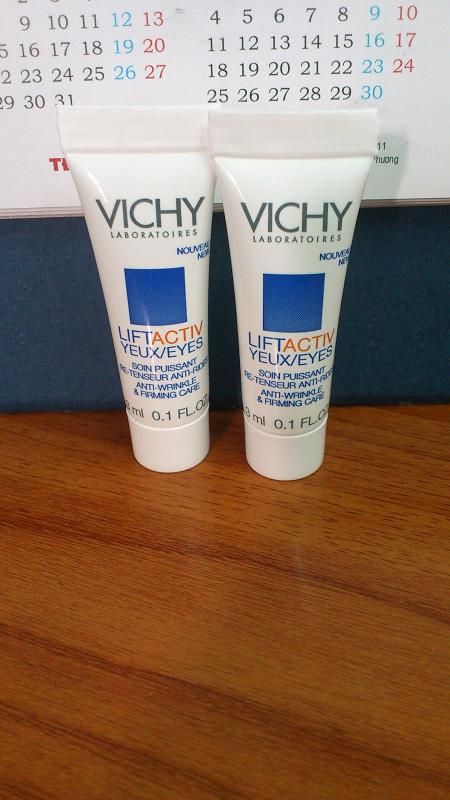 9 10 11 12 13
16 17 18 19 20
23 24 25 26 27
29 30 31
4 5 6 7 8 9 10
11 12 13 14 15 16 17
18 19 20 21 22 23 24
25 26 27 28 29 30
11
VICHY
LABORATOIRES
NOUVEAU
NEW
LIFTACTIV
YEUX/EYES
SOIN PUISSANT
RE-TENSEUR ANTI-RIDES
ANTI-WRINKLE
& FIRMING CARE
3 ml 0.1 FL.OZ
VICHY
LABORATOIRES
NOUVEAU
NEW
LIFTACTIV
YEUX/EYES
SOIN PUISSANT
RE-TENSEUR ANTI-RIDES
ANTI-WRINKLE
& FIRMING CARE
3 ml 0.1 FL.OZ